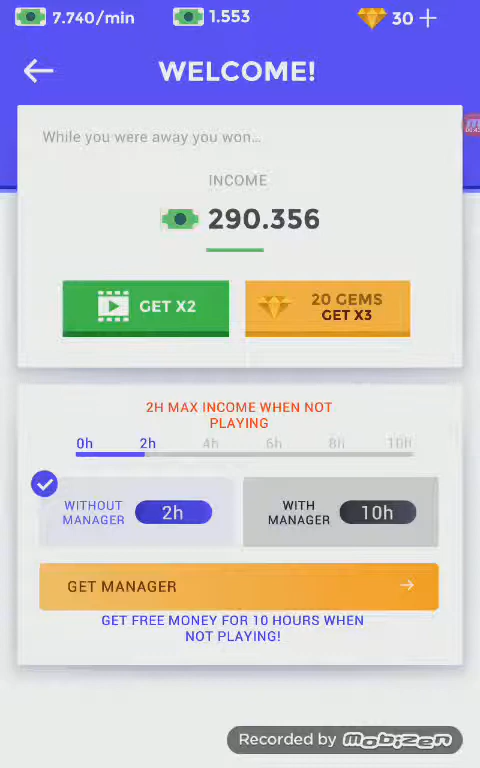 7.740/min 1.553 30
WELCOME!
While you were away you won...
INCOME
290.356
GET X2
20 GEMS
GET X3
2H MAX INCOME WHEN NOT
PLAYING
0h 2h 4h 6h 8h 10h
WITHOUT
MANAGER
2h
WITH
MANAGER
10h
GET MANAGER
GET FREE MONEY FOR 10 HOURS WHEN
NOT PLAYING!
Recorded by mobizen